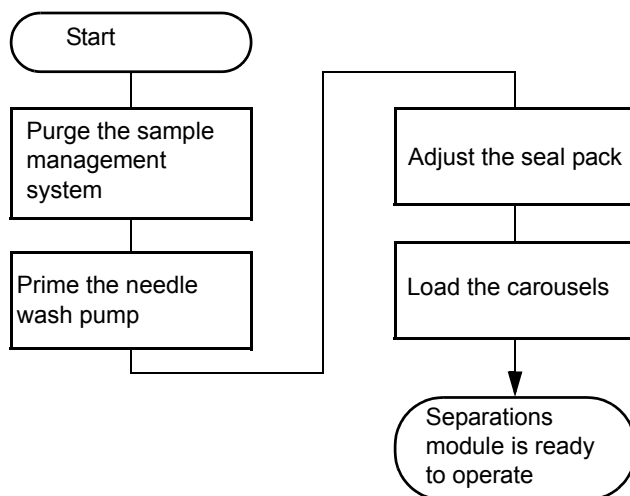 Start
Purge the sample
management
system
Prime the needle
wash pump
Adjust the seal pack
Load the carousels
Separations
module is ready
to operate